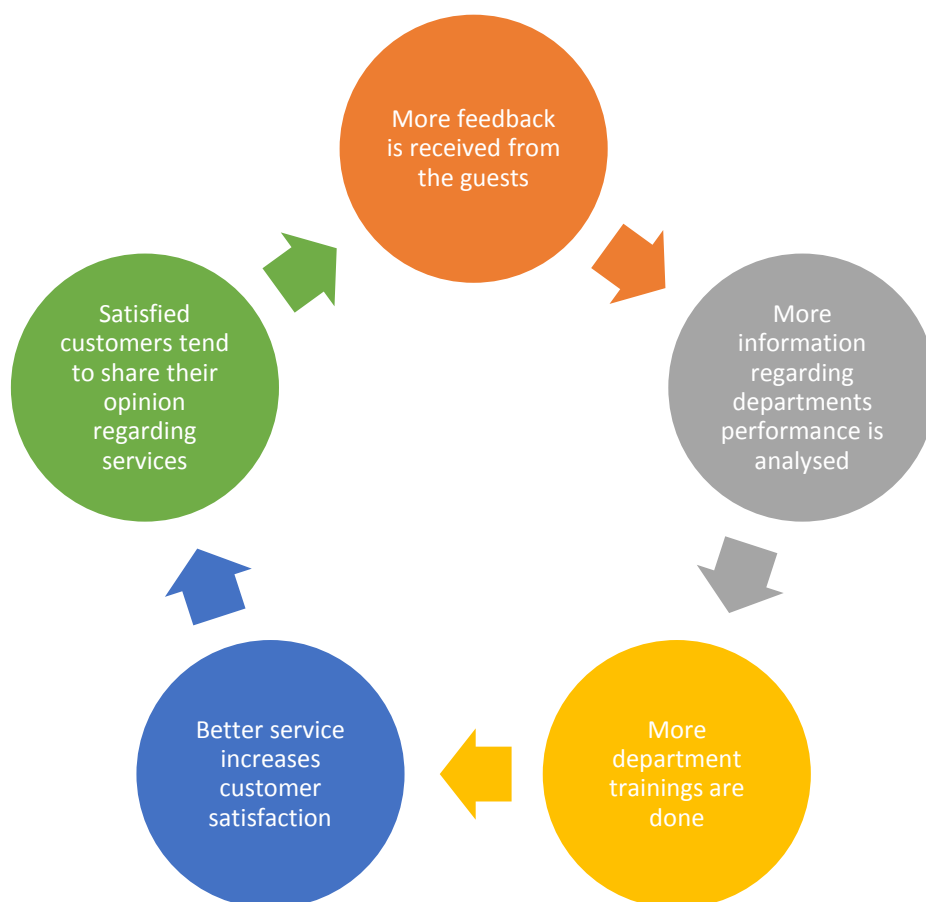 More feedback
is received from
the guests
More
information
regarding
departments
performance is
analysed
More
department
trainings are
done
Better service
increases
customer
satisfaction
Satisfied
customers tend
to share their
opinion
regarding
services